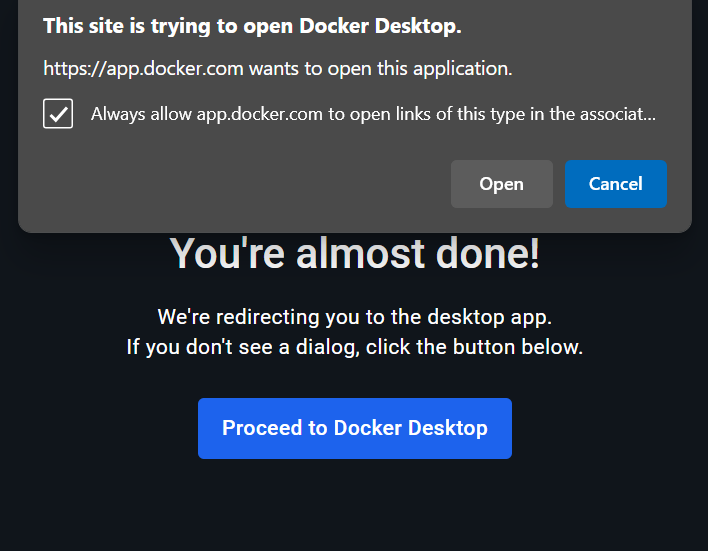 This site is trying to open Docker Desktop.
https://app.docker.com wants to open this application.
Always allow app.docker.com to open links of this type in the associat...
Open Cancel
You're almost done!
We're redirecting you to the desktop app.
If you don't see a dialog, click the button below.
Proceed to Docker Desktop